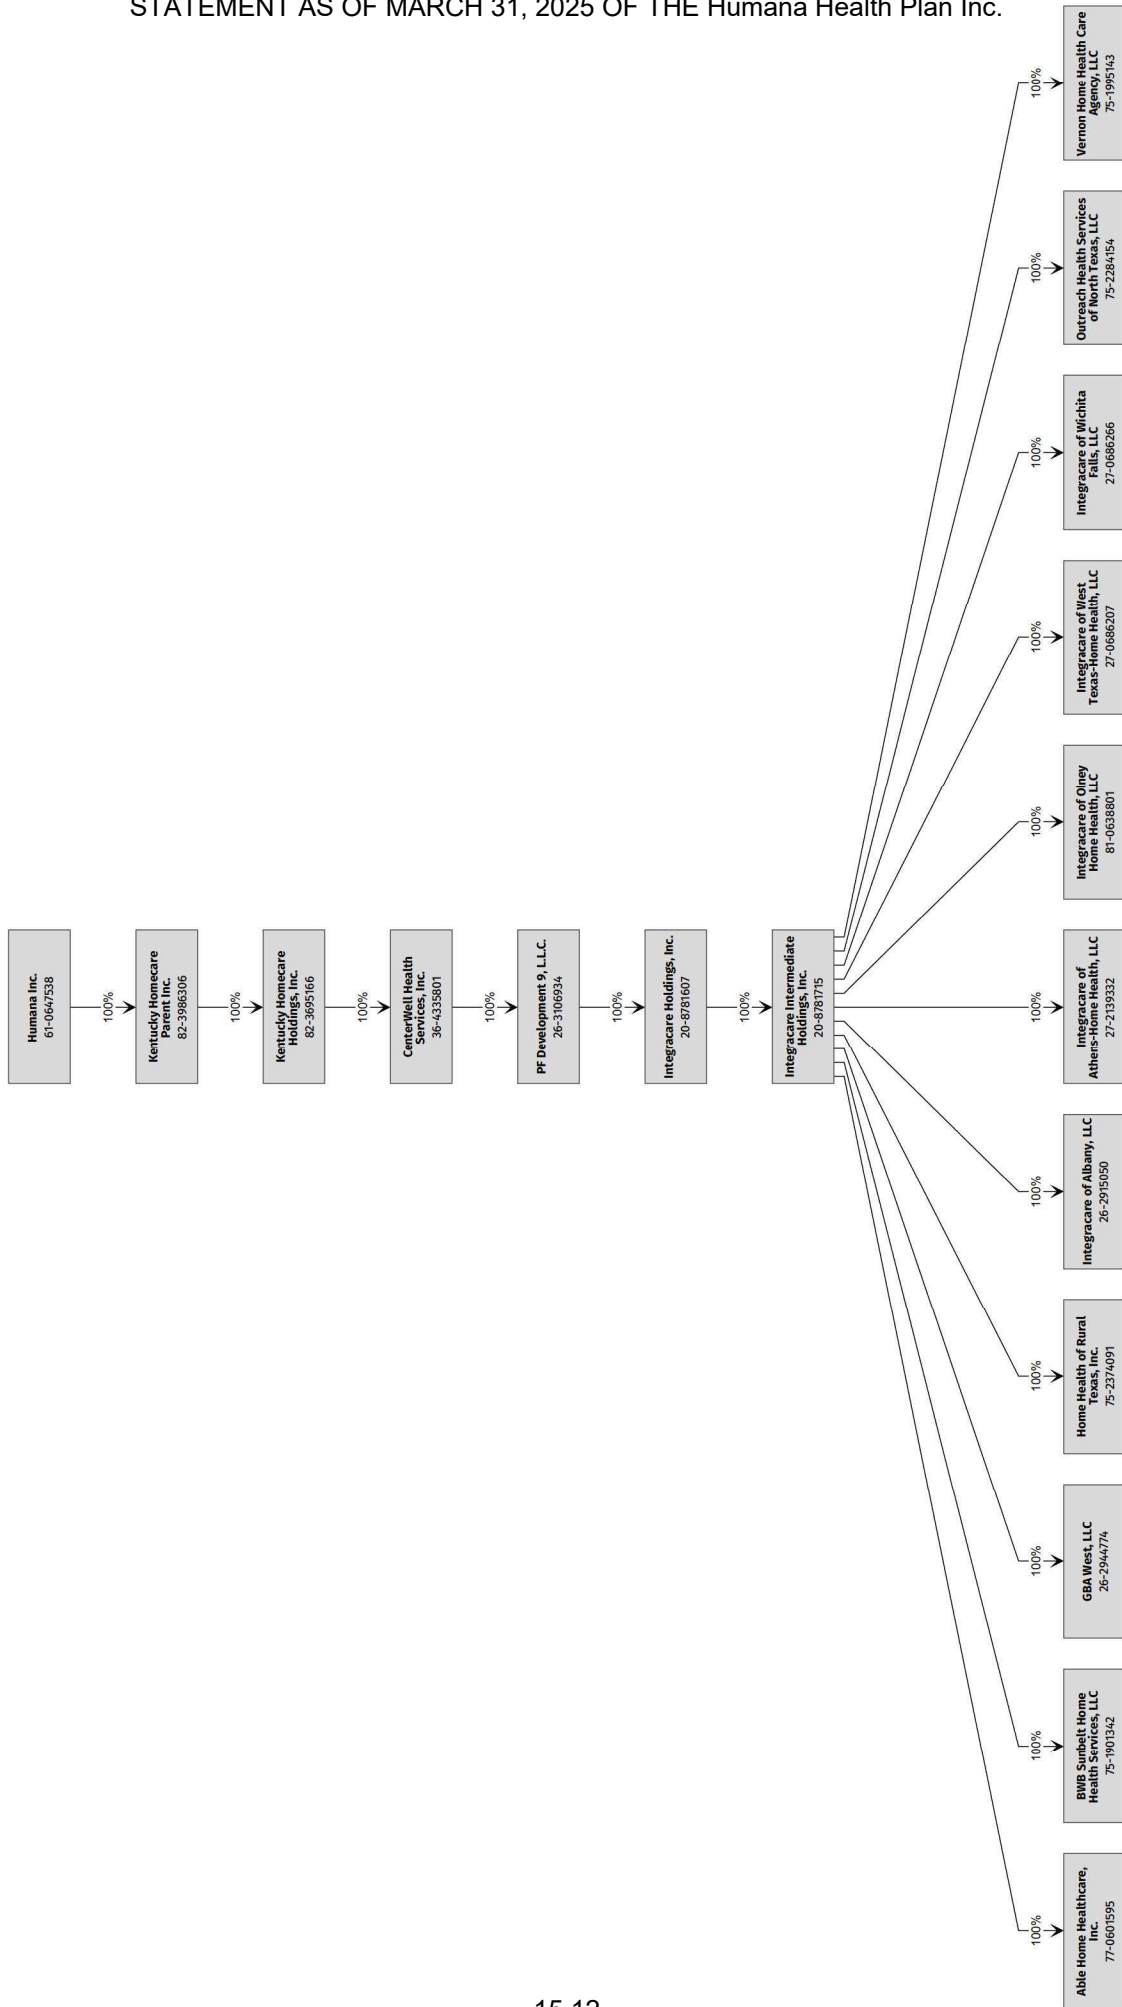 STATEMENT AS OF MARCH 31, 2025 OF THE Humana Health Plan Inc.
Humana Inc.
61-0647538
100%
Kentucky Homecare
Parent Inc.
82-3986306
100%
Kentucky Homecare
Holdings, Inc.
82-3695166
100%
CenterWell Health
Services, Inc.
36-4335801
100%
PF Development 9, L.L.C.
26-3106934
100%
Integracare Holdings, Inc.
20-8781607
100%
Integracare Intermediate
Holdings, Inc.
20-8781715
100%
Able Home Healthcare,
Inc.
77-0601595
100%
BWB Sunbelt Home
Health Services, LLC
75-1901342
100%
GBA West, LLC
26-2944774
100%
Home Health of Rural
Texas, Inc.
75-2374091
100%
Integracare of Albany, LLC
26-2915050
100%
Integracare of
Athens-Home Health, LLC
27-2139332
100%
Integracare of Olney
Home Health, LLC
81-0638801
100%
Integracare of West
Texas-Home Health, LLC
27-0686207
100%
Integracare of Wichita
Falls, LLC
27-0686266
100%
Outreach Health Services
of North Texas, LLC
75-2284154
100%
Vernon Home Health Care
Agency, LLC
75-1995143
15.12